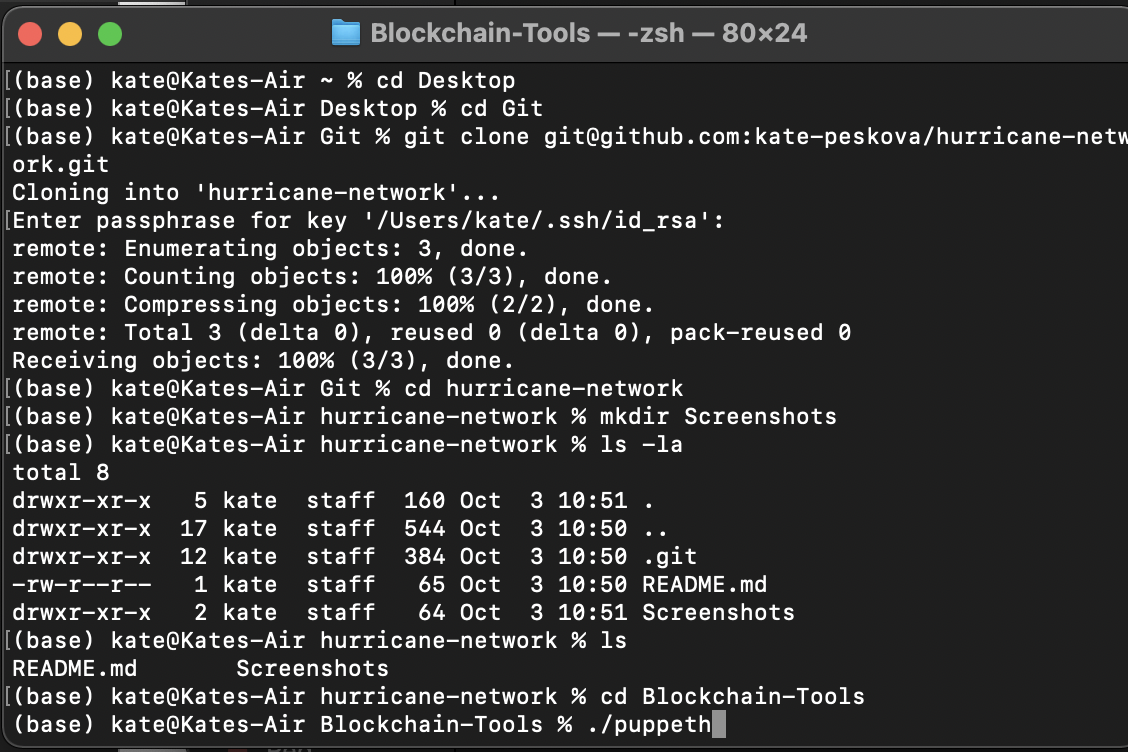 Blockchain-Tools — -zsh — 80×24
(base) kate@Kates-Air ~ % cd Desktop
(base) kate@Kates-Air Desktop % cd Git
(base) kate@Kates-Air Git % git clone git@github.com:kate-peskova/hurricane-netw
ork.git
Cloning into 'hurricane-network'...
Enter passphrase for key '/Users/kate/.ssh/id_rsa':
remote: Enumerating objects: 3, done.
remote: Counting objects: 100% (3/3), done.
remote: Compressing objects: 100% (2/2), done.
remote: Total 3 (delta 0), reused 0 (delta 0), pack-reused 0
Receiving objects: 100% (3/3), done.
(base) kate@Kates-Air Git % cd hurricane-network
(base) kate@Kates-Air hurricane-network % mkdir Screenshots
(base) kate@Kates-Air hurricane-network % ls -la
total 8
drwxr-xr-x   5 kate  staff  160 Oct  3 10:51 .
drwxr-xr-x  17 kate  staff  544 Oct  3 10:50 ..
drwxr-xr-x  12 kate  staff  384 Oct  3 10:50 .git
-rw-r--r--   1 kate  staff   65 Oct  3 10:50 README.md
drwxr-xr-x   2 kate  staff   64 Oct  3 10:51 Screenshots
(base) kate@Kates-Air hurricane-network % ls
README.md       Screenshots
(base) kate@Kates-Air hurricane-network % cd Blockchain-Tools
(base) kate@Kates-Air Blockchain-Tools % ./puppeth